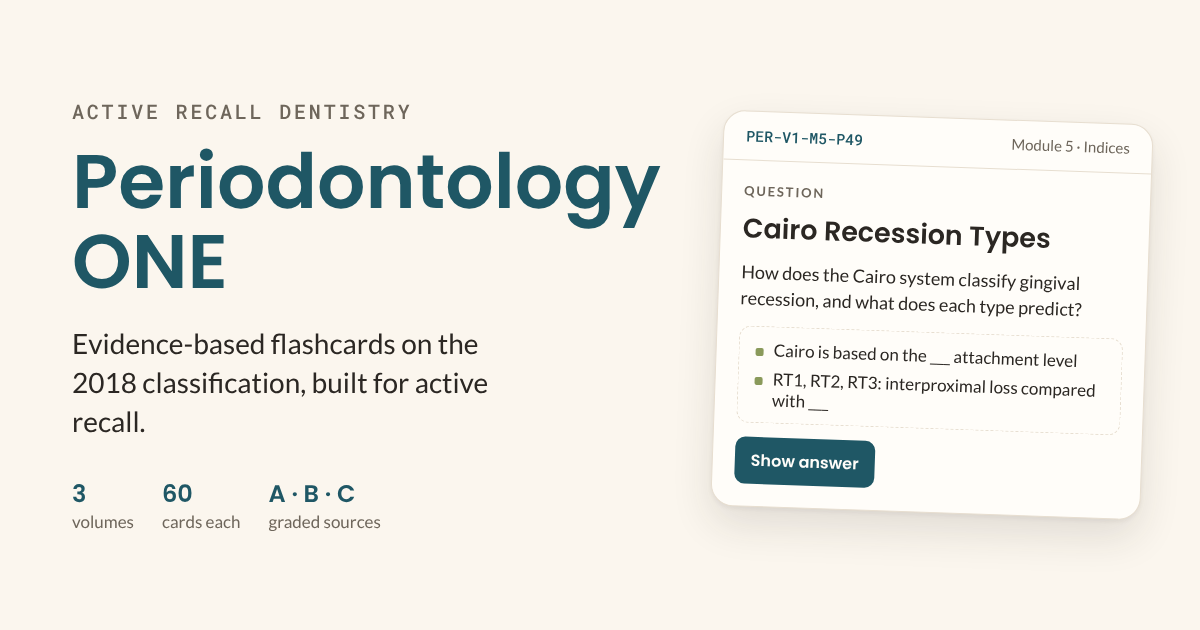 ACTIVE RECALL DENTISTRY
Periodontology
ONE
Evidence-based flashcards on the
2018 classification, built for active
recall.
3
volumes
60
cards each
A · B · C
graded sources
PER-V1-M5-P49
Module 5 · Indices
QUESTION
Cairo Recession Types
How does the Cairo system classify gingival
recession, and what does each type predict?
Cairo is based on the ___ attachment level
RT1, RT2, RT3: interproximal loss compared
with ___
Show answer